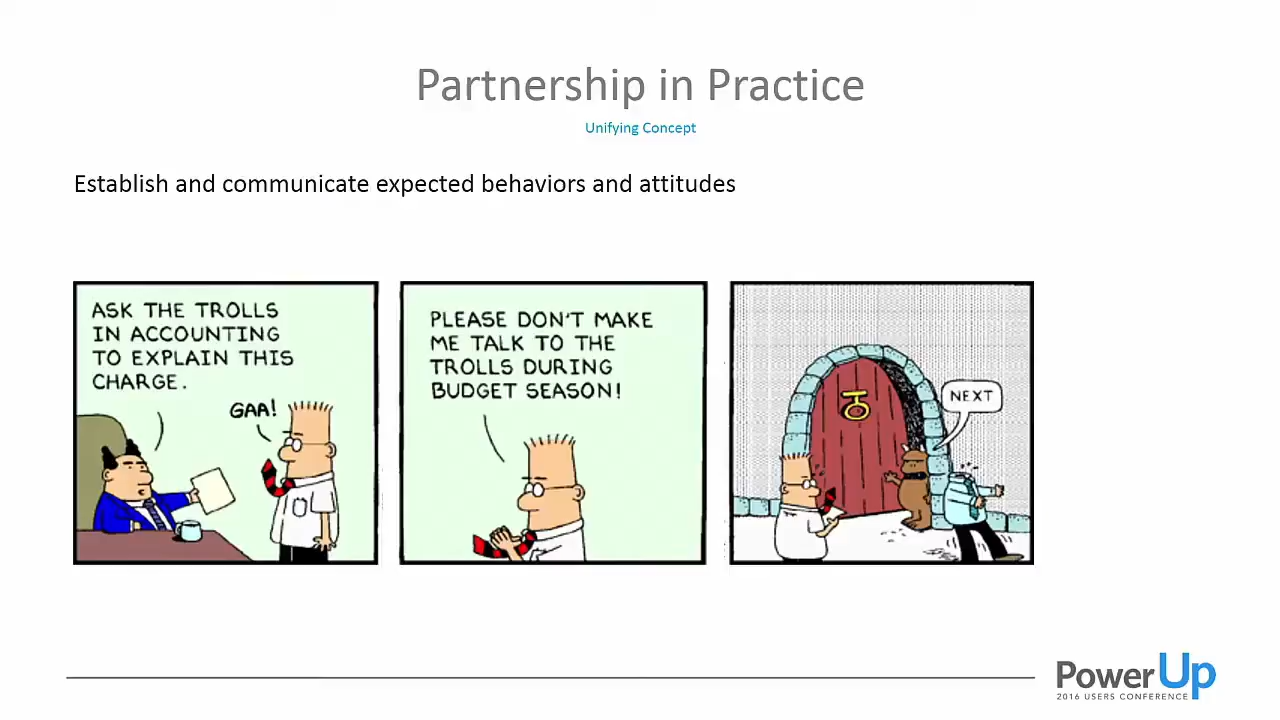 Partnership in Practice
Unifying Concept
Establish and communicate expected behaviors and attitudes
ASK THE TROLLS
IN ACCOUNTING
TO EXPLAIN THIS
CHARGE.
GAA!
PLEASE DON'T MAKE
ME TALK TO THE
TROLLS DURING
BUDGET SEASON!
NEXT
PowerUp
2016 USERS CONFERENCE